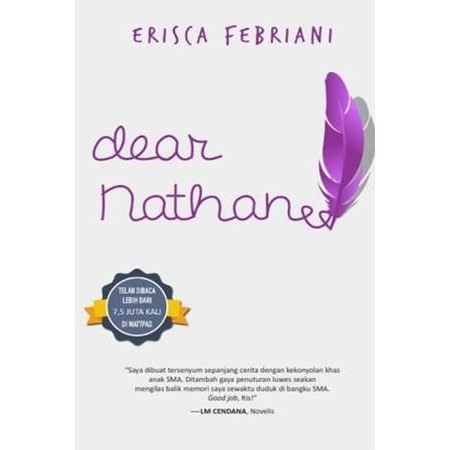 ERISCA FEBRIANI
dear
Nathan
TELAH DIBACA
LEBIH DARI
7,5 JUTA KALI
DI WATTPAD
"Saya dibuat tersenyum sepanjang cerita dengan kekonyolan khas
anak SMA. Ditambah gaya penuturan luwes seakan
mengilas balik memori saya sewaktu duduk di bangku SMA.
Good job, Ris!"
—LM CENDANA, Novelis